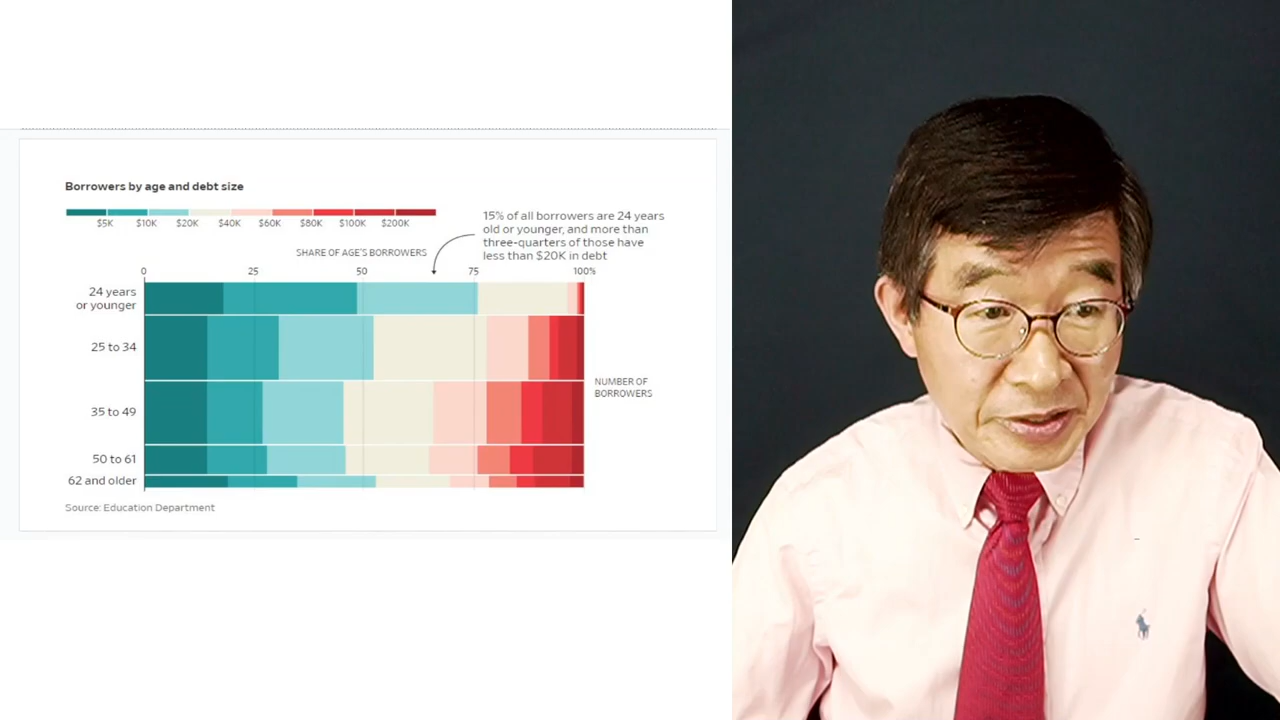 Borrowers by age and debt size
$5K $10K $20K $40K $60K $80K $100K $200K
15% of all borrowers are 24 years
old or younger, and more than
three-quarters of those have
less than $20K in debt
SHARE OF AGE'S BORROWERS
0 25 50 75 100%
24 years
or younger
25 to 34
35 to 49
50 to 61
62 and older
NUMBER OF
BORROWERS
Source: Education Department